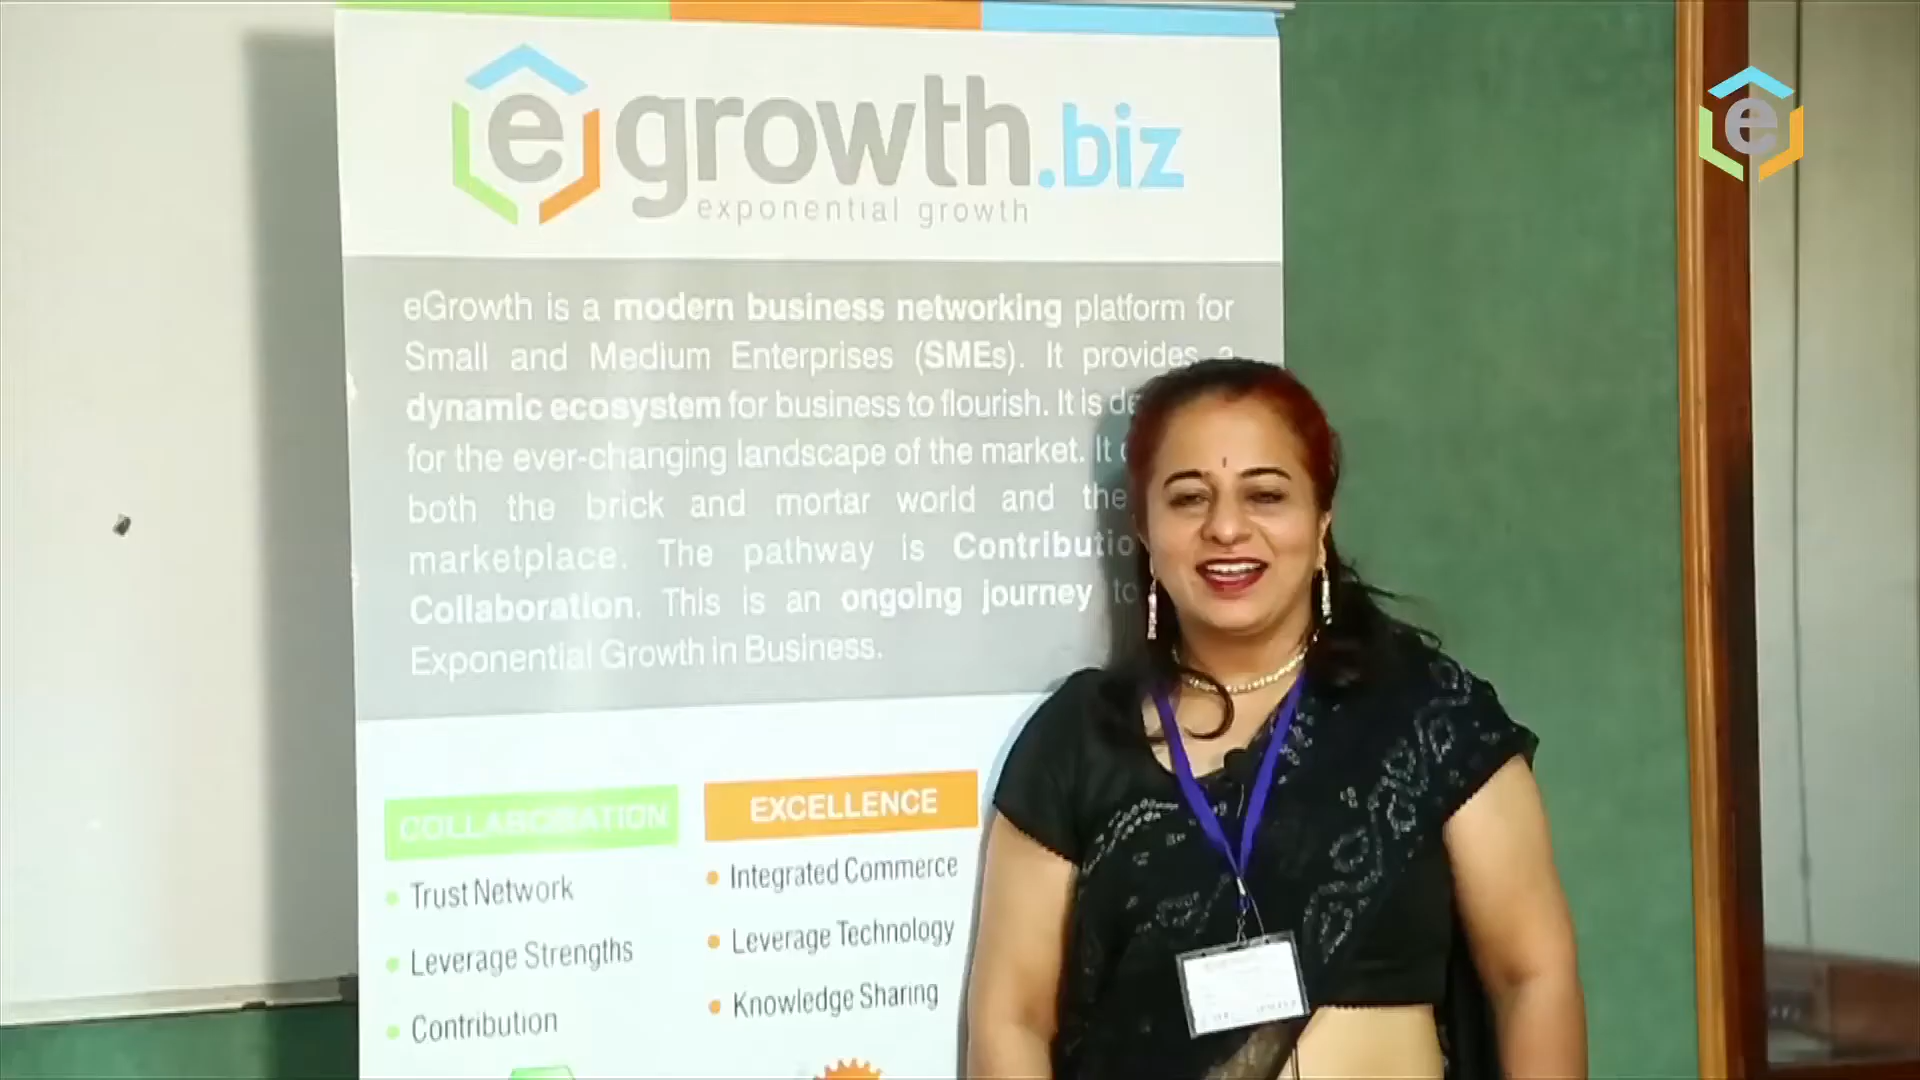 egrowth.biz
exponential growth
e
eGrowth is a modern business networking platform for
Small and Medium Enterprises (SMEs). It provides a
dynamic ecosystem for business to flourish. It is
for the ever-changing landscape of the market. It
both the brick and mortar world and the
marketplace. The pathway is
Collaboration. This is an ongoing journey
Exponential Growth in Business.
COLLABORATION
Trust Network
Leverage Strengths
Contribution
EXCELLENCE
Integrated Commerce
Leverage Technology
Knowledge Sharing